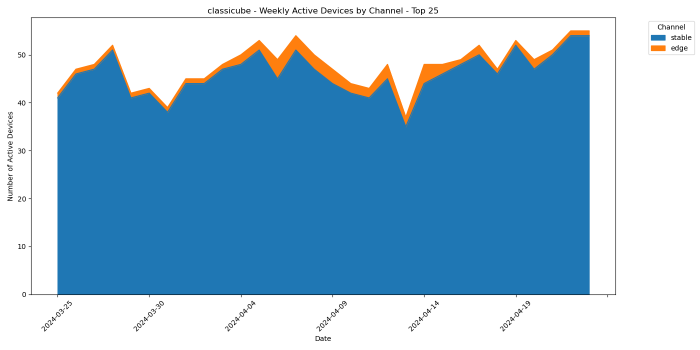 classicube - Weekly Active Devices by Channel - Top 25
Channel
stable
edge
Number of Active Devices
50
40
30
20
10
0
2024-03-25
2024-03-30
2024-04-04
2024-04-09
2024-04-14
2024-04-19
Date